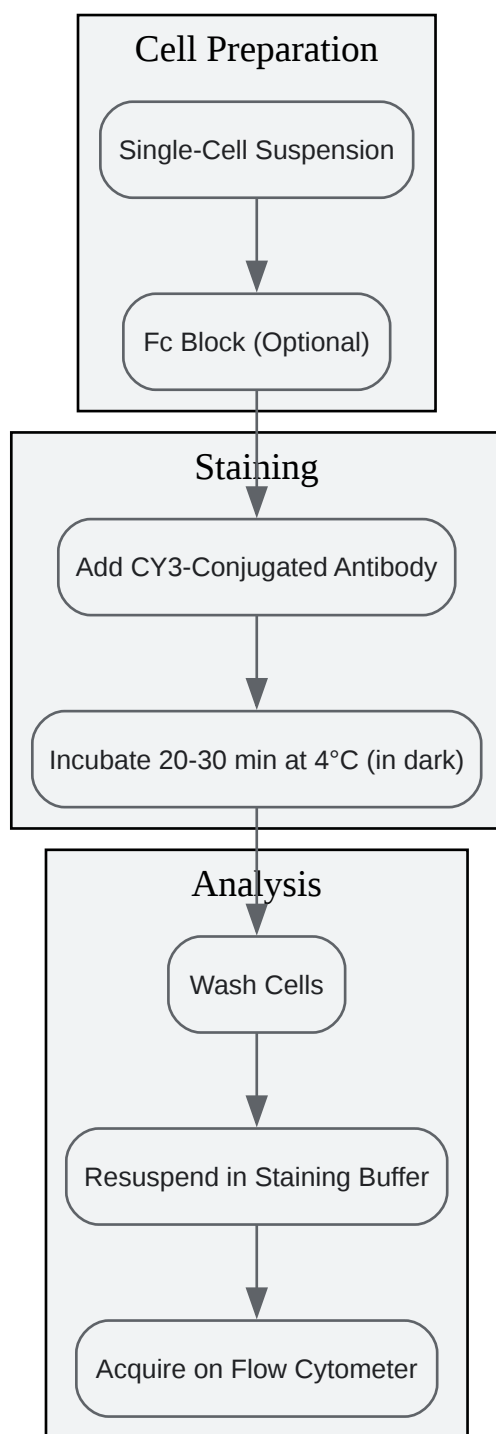 Cell Preparation
Single-Cell Suspension
Fc Block (Optional)
Staining
Add CY3-Conjugated Antibody
Incubate 20-30 min at 4°C (in dark)
Analysis
Wash Cells
Resuspend in Staining Buffer
Acquire on Flow Cytometer